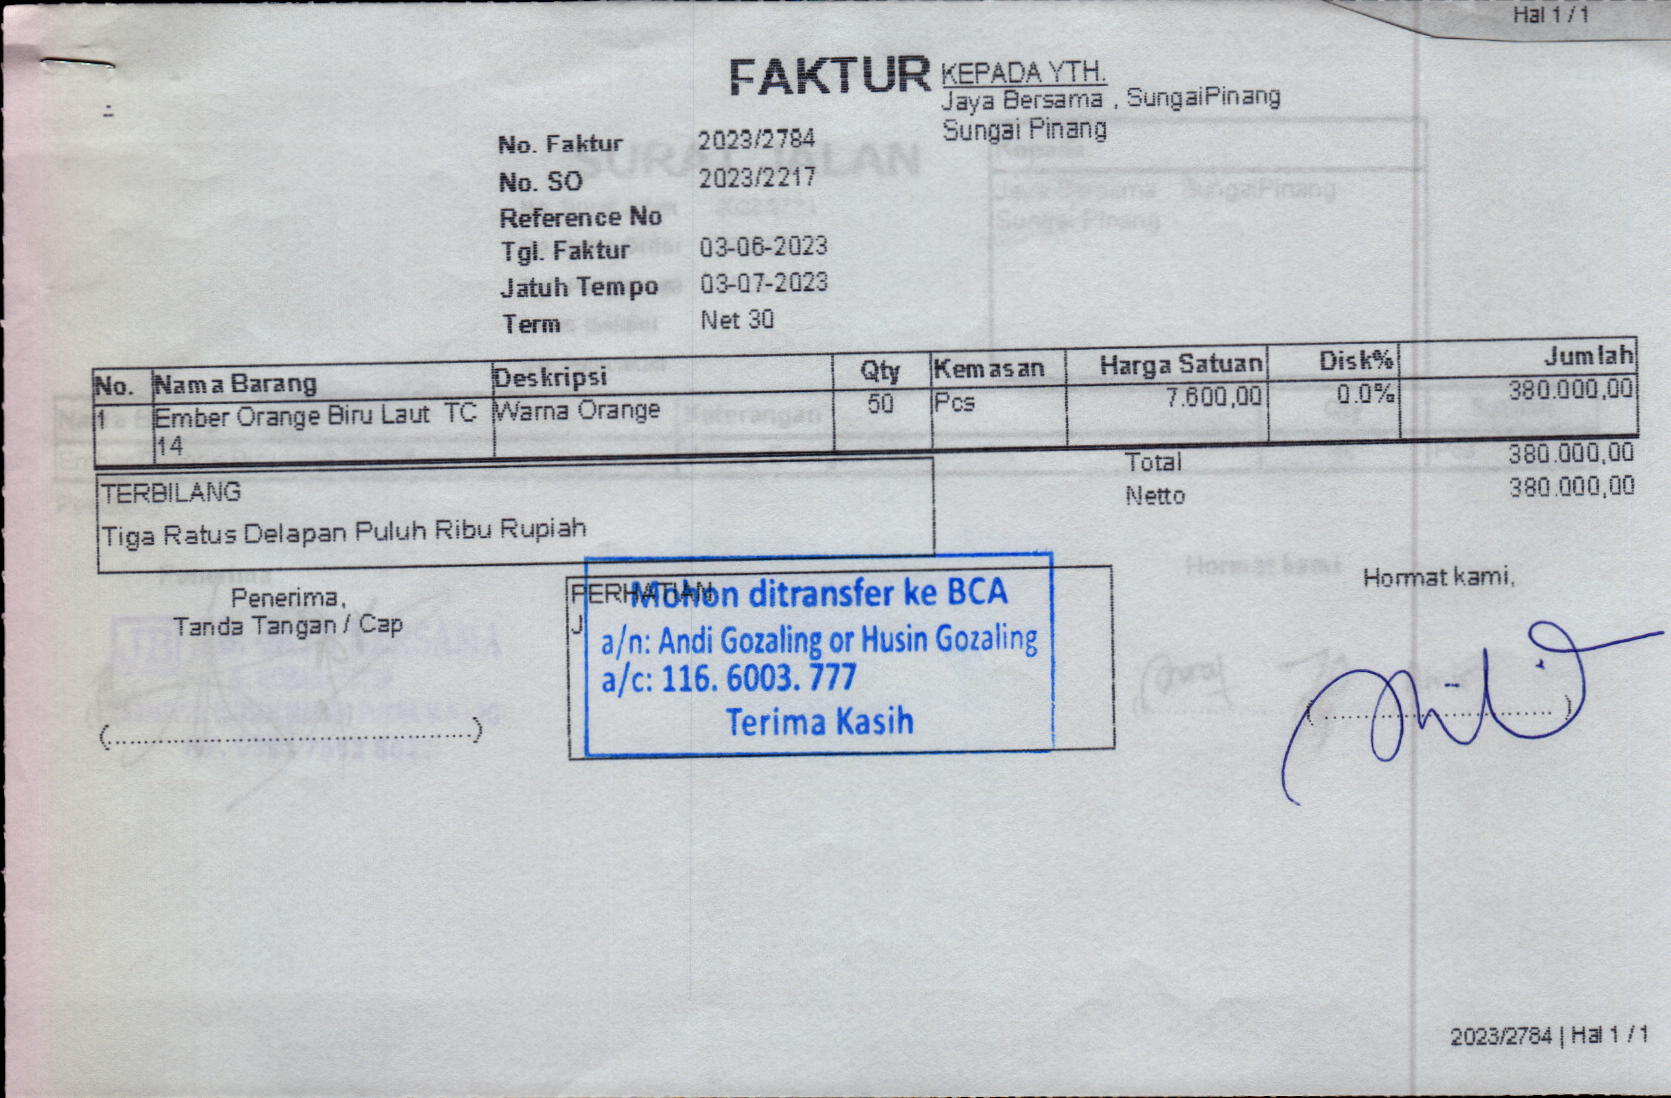 Hal 1 / 1
FAKTUR
KEPADA YTH.
Jaya Bersama , SungaiPinang
Sungai Pinang
No. Faktur 2023/2784
No. SO 2023/2217
Reference No
Tgl. Faktur 03-06-2023
Jatuh Tempo 03-07-2023
Term Net 30
No. Nama Barang Deskripsi Qty Kemasan Harga Satuan Disk% Jumlah
1 Ember Orange Biru Laut TC Warna Orange 50 Pcs 7.600,00 0.0% 380.000,00
14
Total 380.000,00
Netto 380.000,00
TERBILANG
Tiga Ratus Delapan Puluh Ribu Rupiah
Penerima,
Tanda Tangan / Cap
(...........................................)
PERHATIAN
J
Mohon ditransfer ke BCA
a/n: Andi Gozaling or Husin Gozaling
a/c: 116. 6003. 777
Terima Kasih
Hormat kami,
(..............................)
2023/2784 | Hal 1 / 1
SURAT JALAN